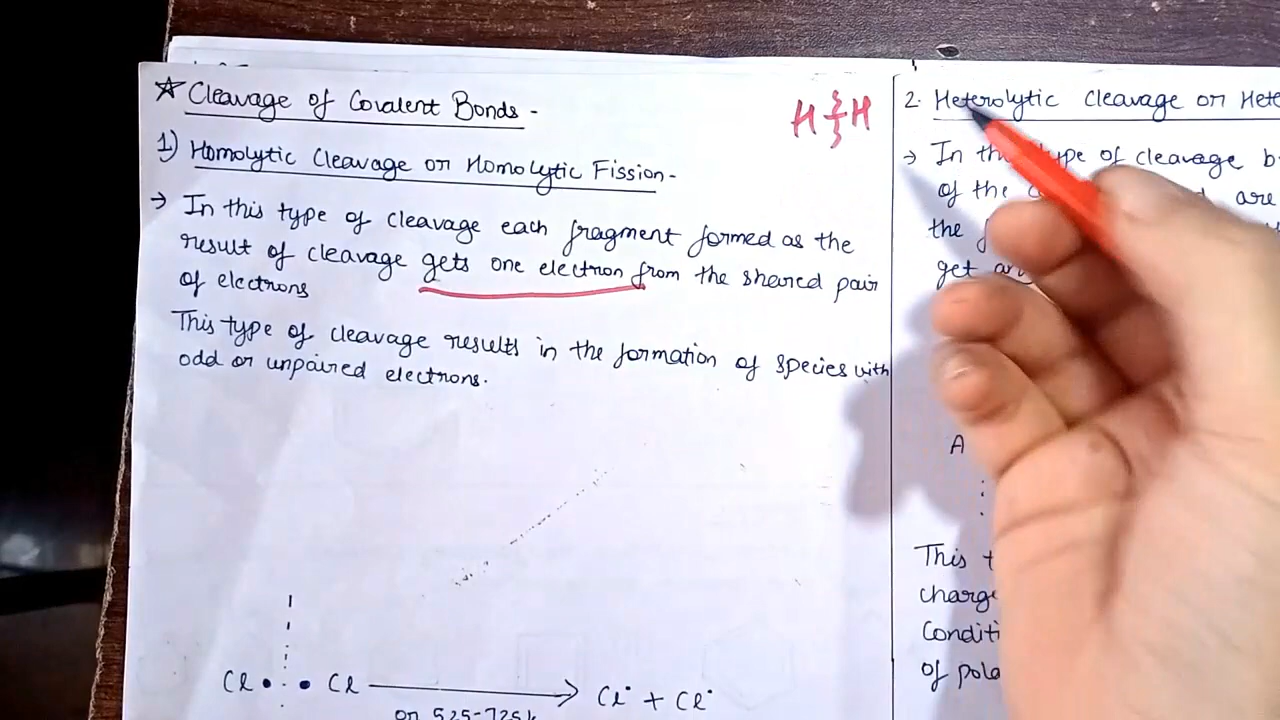 ☆ Cleavage of Covalent Bonds -
H H
1) Homolytic Cleavage or Homolytic Fission -
→ In this type of cleavage each fragment formed as the
result of cleavage gets one electron from the shared pair
of electrons
This type of cleavage results in the formation of species with
odd or unpaired electrons.
Cl • • Cl → Cl• + Cl•
2. Heterolytic Cleavage or Hete
→ In the type of cleavage b
of the are
the
get
A
This t
charge
Conditi
of pola